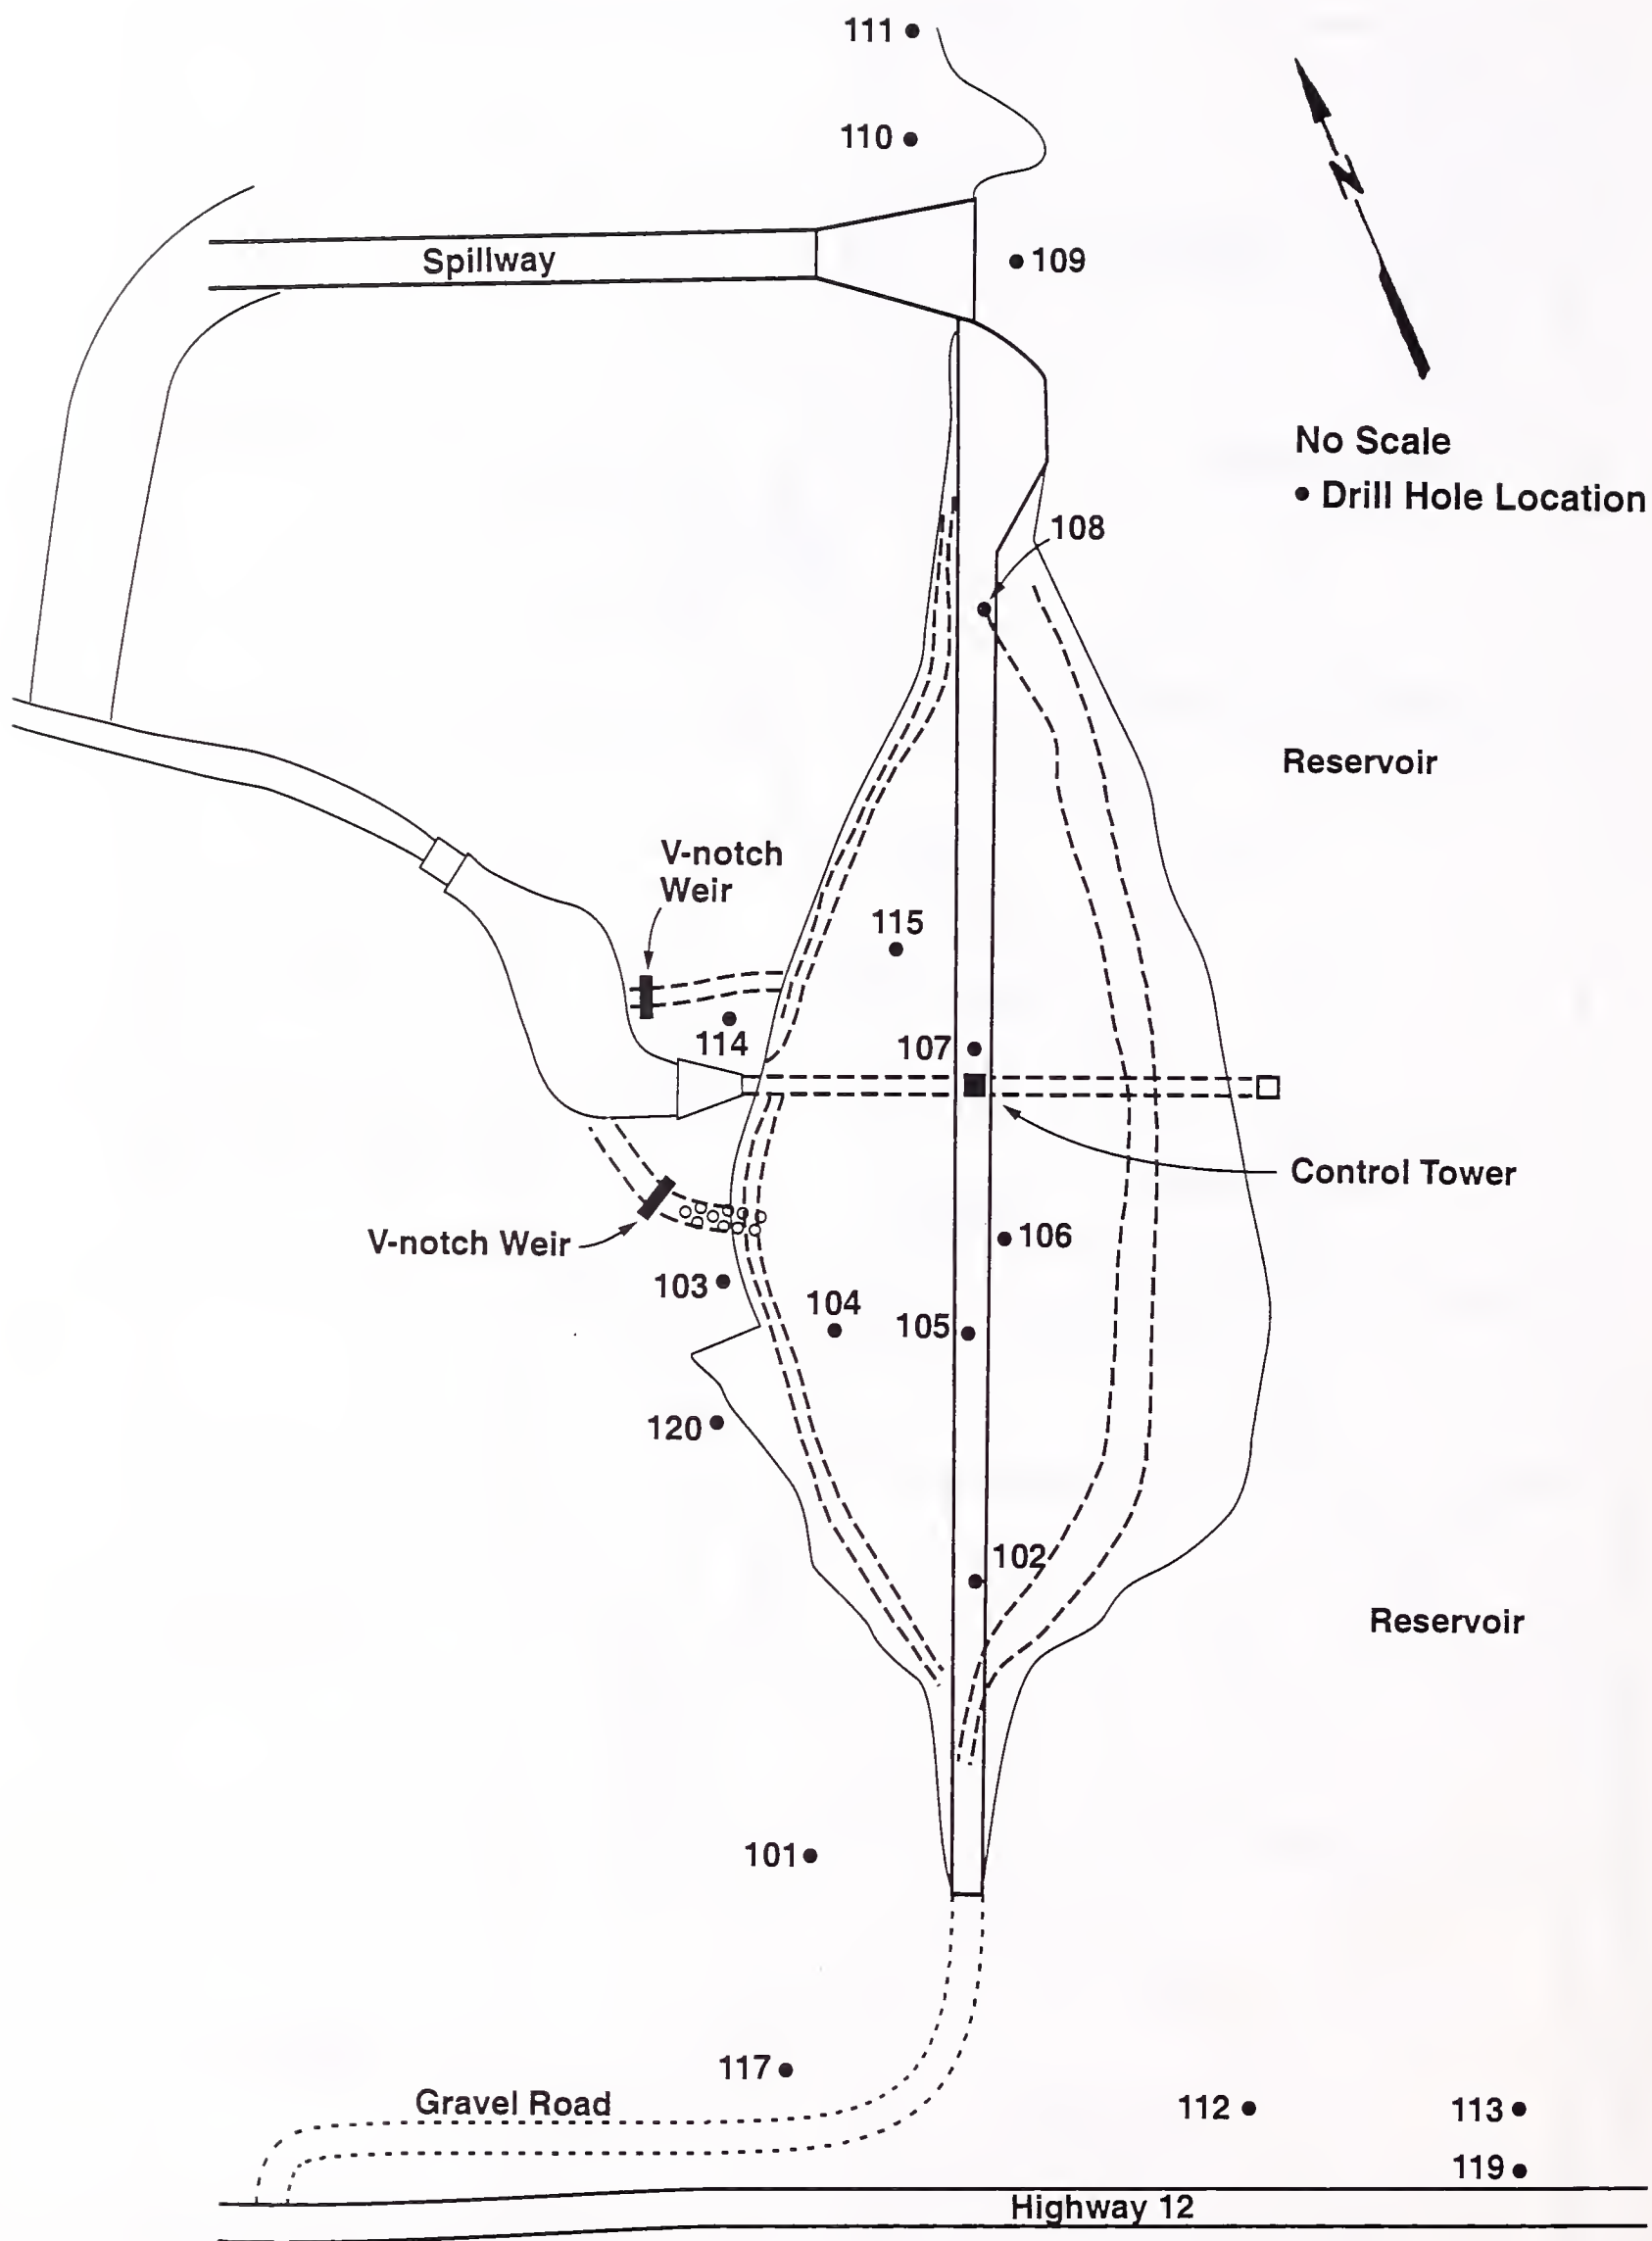 111
110
Spillway
109
N
No Scale
Drill Hole Location
108
Reservoir
V-notch
Weir
115
114
107
Control Tower
106
V-notch Weir
103
104
105
120
102
Reservoir
101
117
Gravel Road
112
113
119
Highway 12